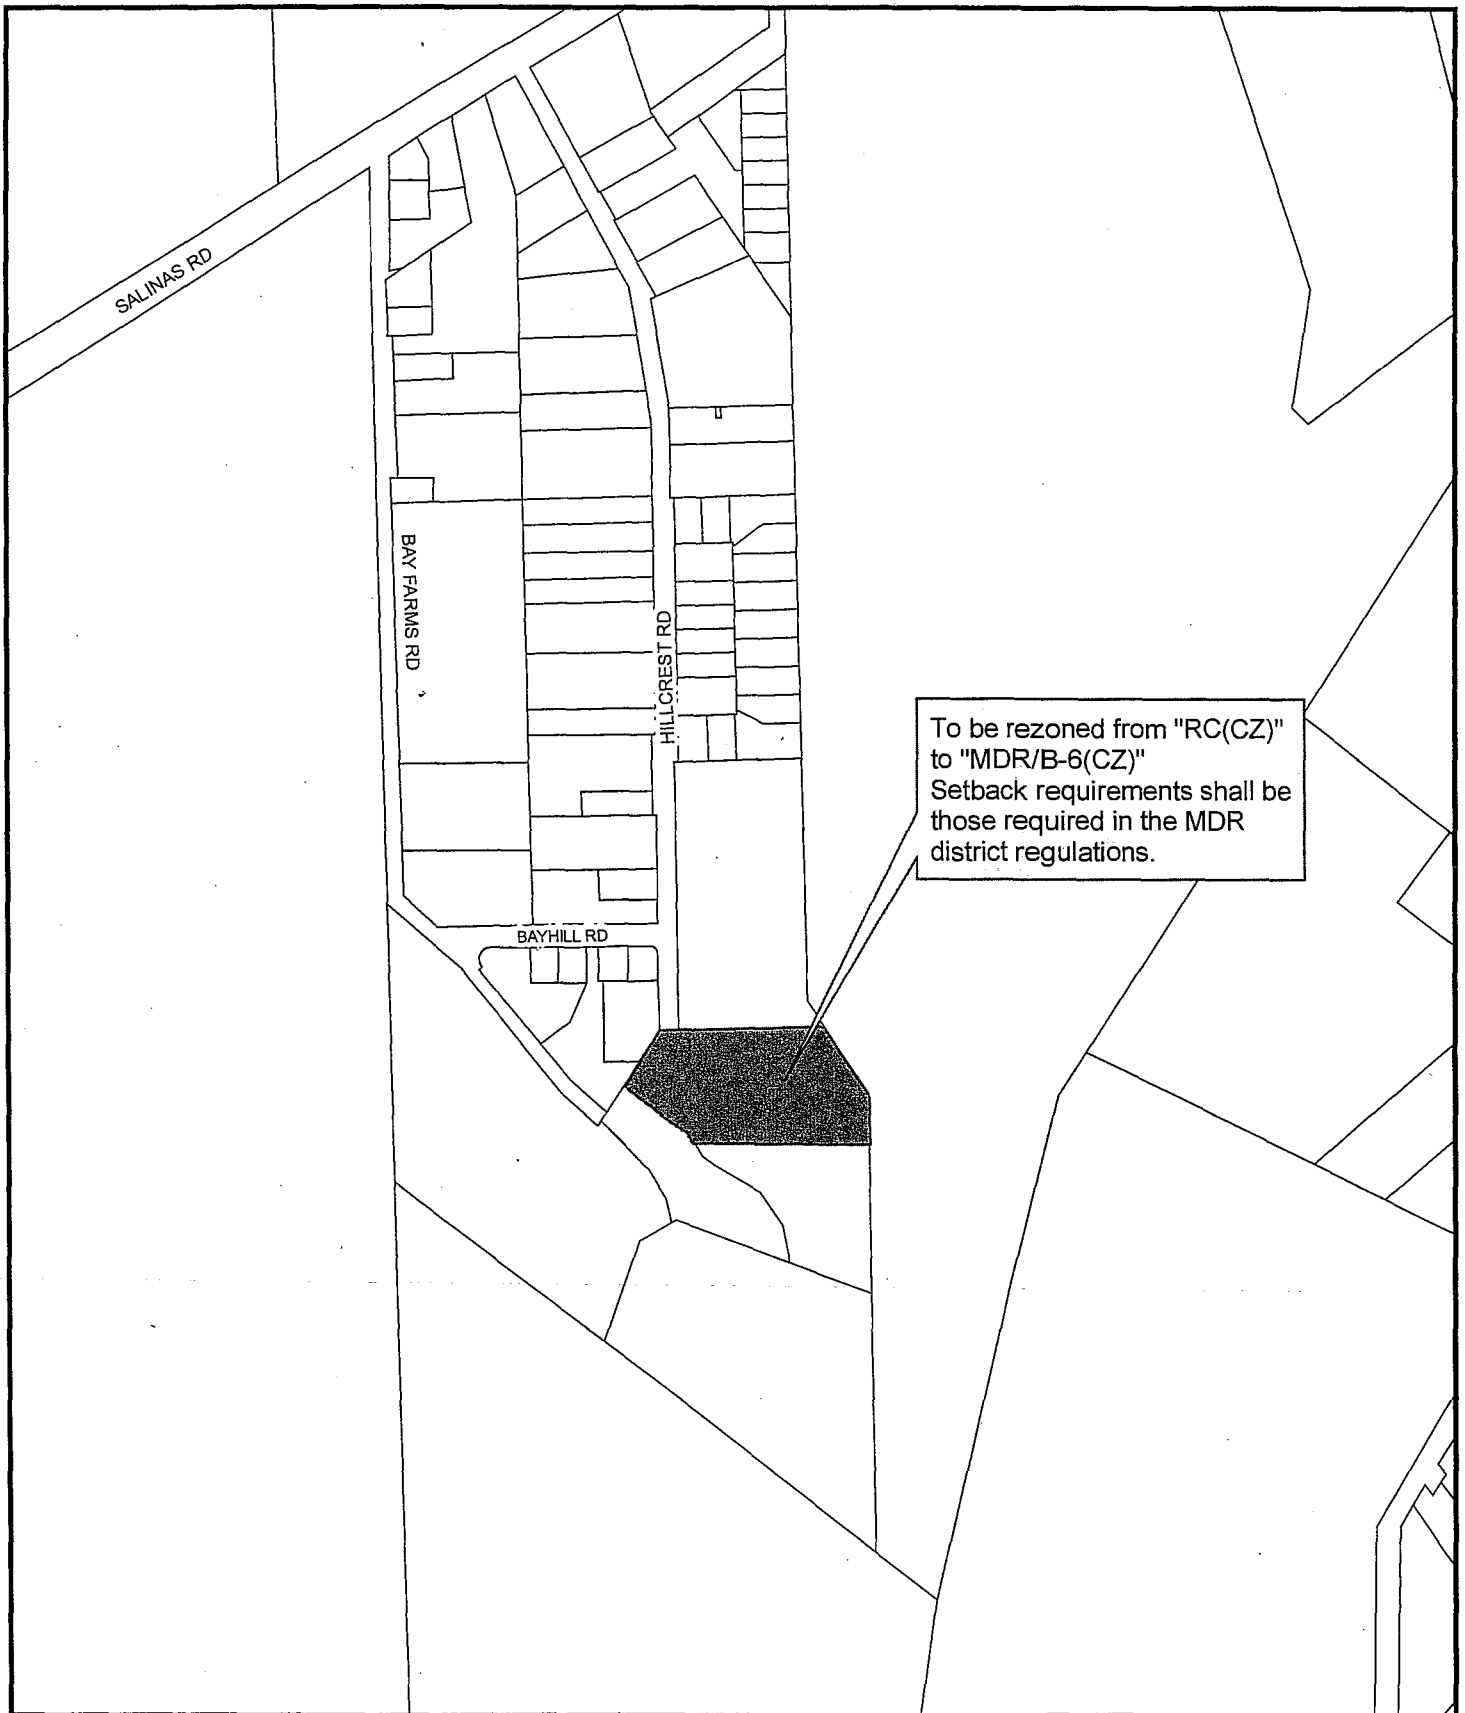 SALINAS RD
BAY FARMS RD
HILLCREST RD
To be rezoned from "RC(CZ)"
to "MDR/B-6(CZ)"
Setback requirements shall be
those required in the MDR
district regulations.
BAYHILL RD